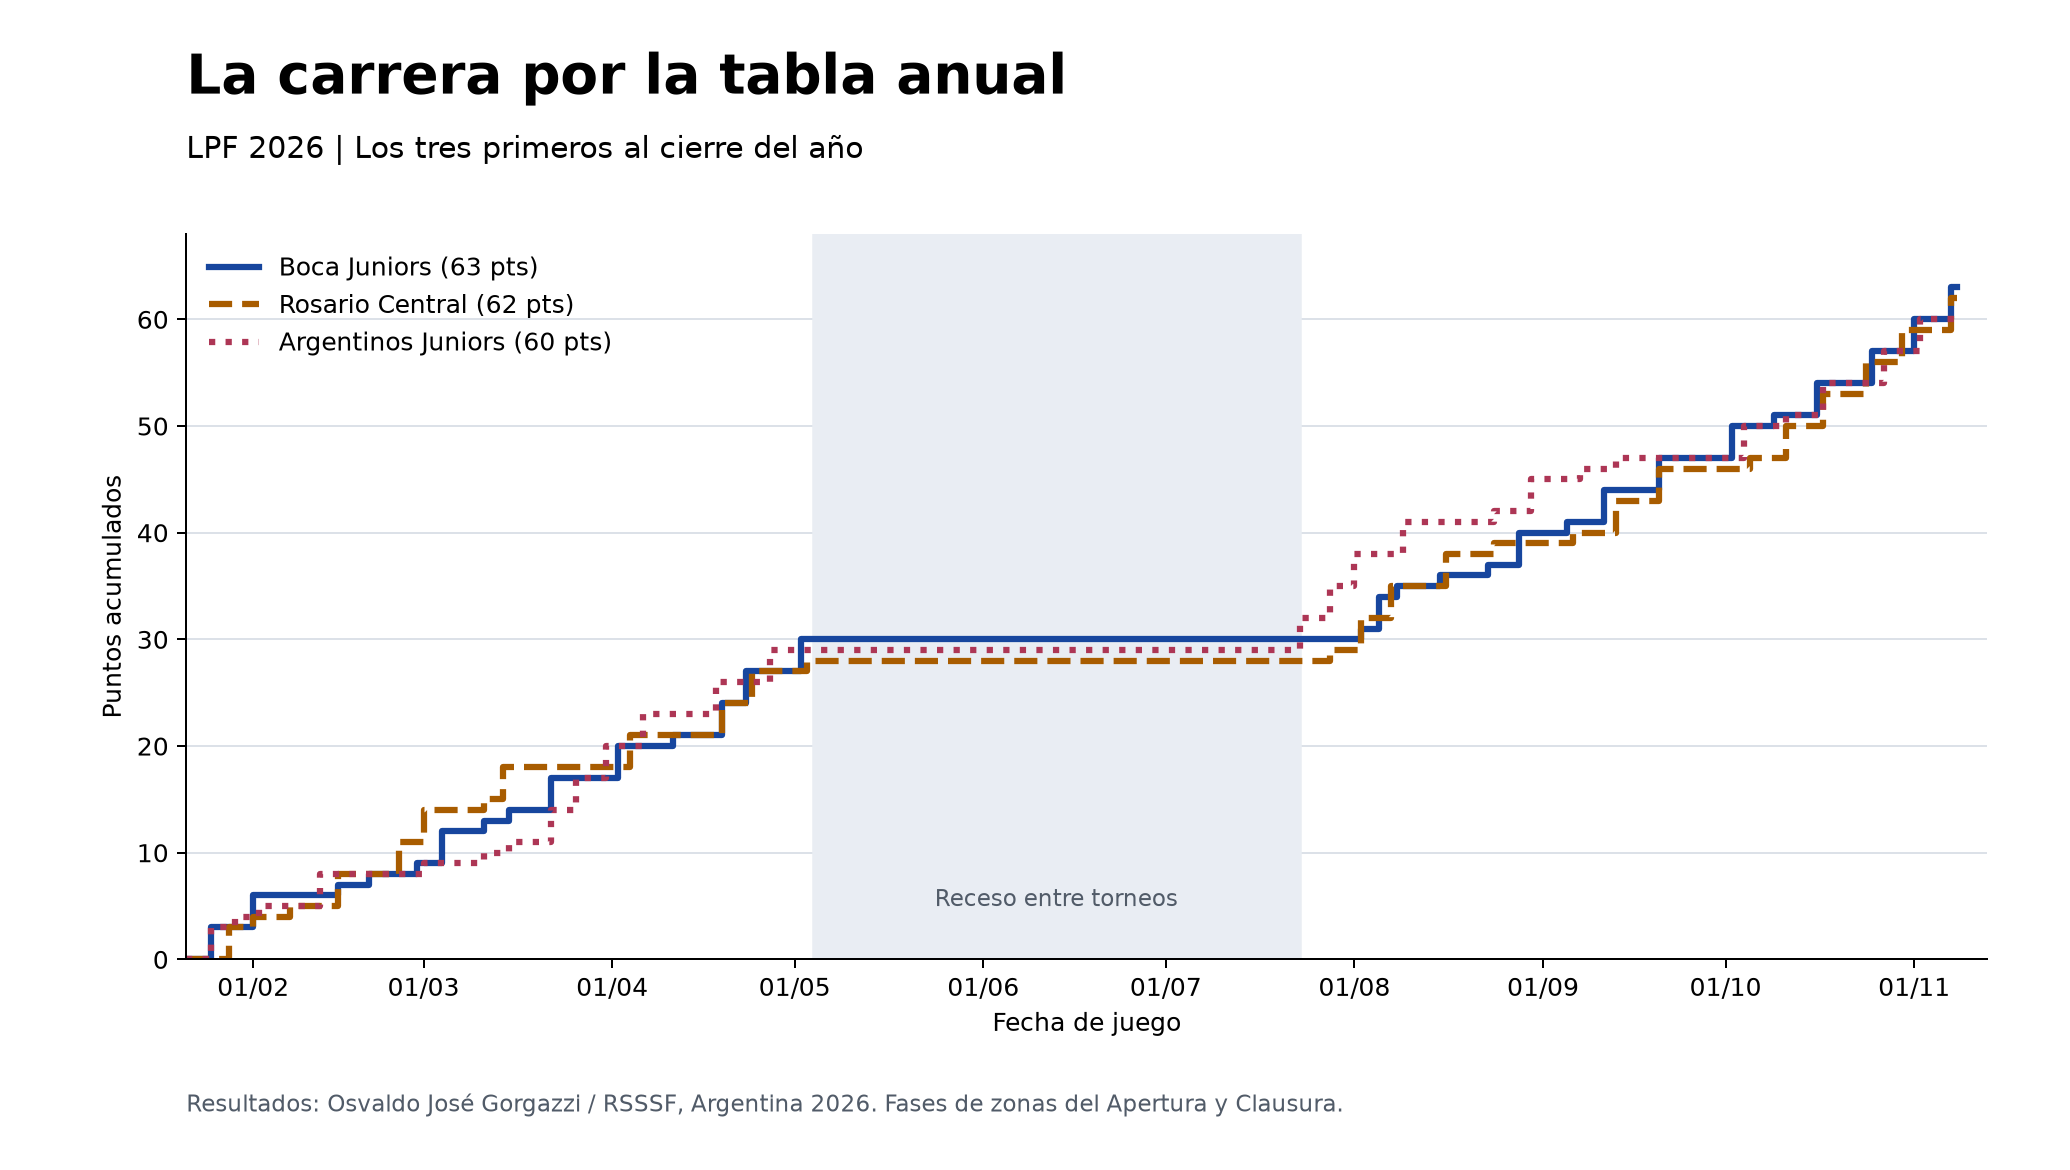 La carrera por la tabla anual
LPF 2026 | Los tres primeros al cierre del año
Boca Juniors (63 pts)
Rosario Central (62 pts)
Argentinos Juniors (60 pts)
Puntos acumulados
60
50
40
30
20
10
0
Receso entre torneos
01/02 01/03 01/04 01/05 01/06 01/07 01/08 01/09 01/10 01/11
Fecha de juego
Resultados: Osvaldo José Gorgazzi / RSSSF, Argentina 2026. Fases de zonas del Apertura y Clausura.